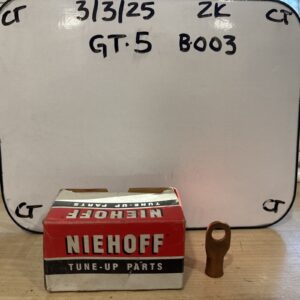 CT 3/3/25 ZK CT
GT.5 B003
CT CT
NIEHOFF
TUNE-UP PARTS
NIEHOFF
TUNE-UP PARTS